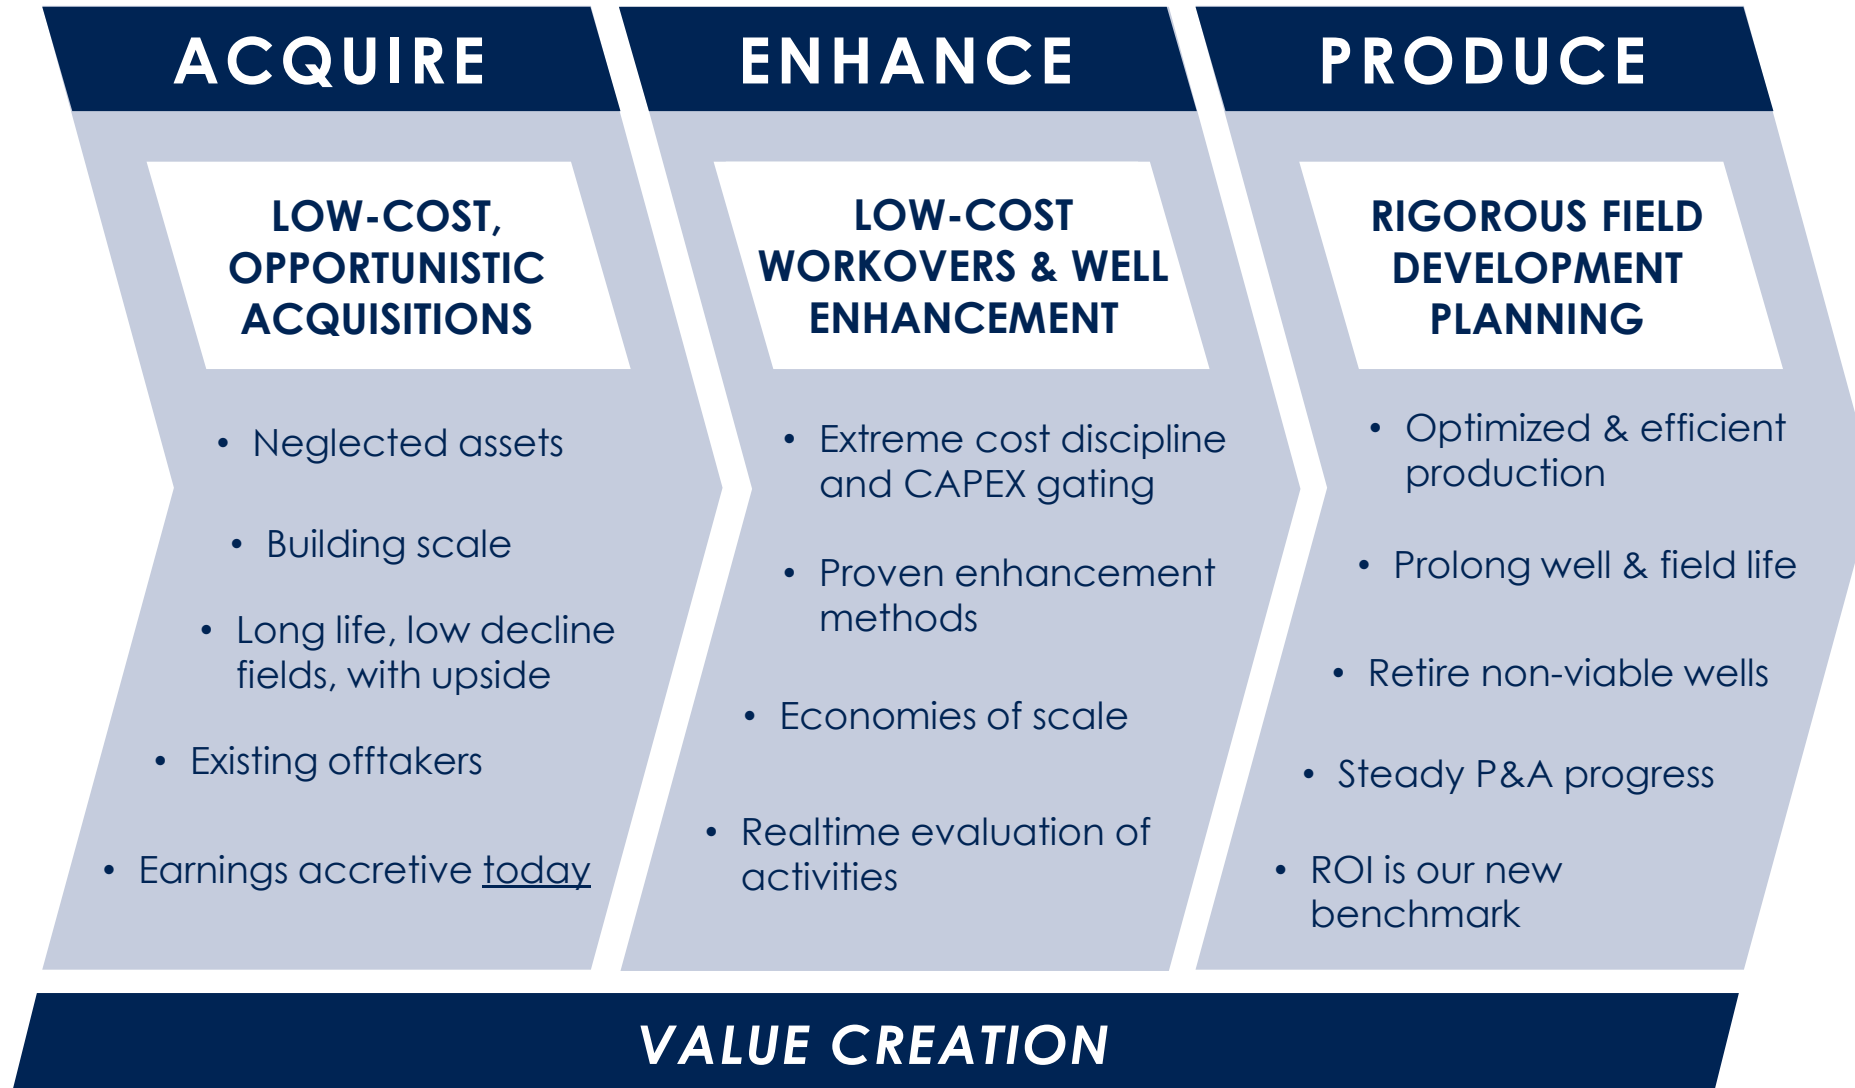 ACQUIRE
LOW-COST,
OPPORTUNISTIC
ACQUISITIONS
• Neglected assets
• Building scale
• Long life, low decline
fields, with upside
• Existing offtakers
• Earnings accretive today
ENHANCE
LOW-COST
WORKOVERS & WELL
ENHANCEMENT
• Extreme cost discipline
and CAPEX gating
• Proven enhancement
methods
• Economies of scale
• Realtime evaluation of
activities
PRODUCE
RIGOROUS FIELD
DEVELOPMENT
PLANNING
• Optimized & efficient
production
• Prolong well & field life
• Retire non-viable wells
• Steady P&A progress
• ROI is our new
benchmark
VALUE CREATION